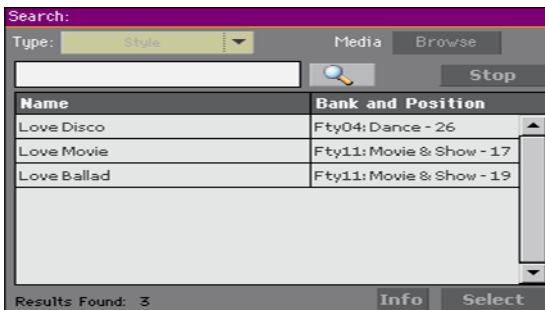 Search:
Type: Style Media Browse
Stop
Name Bank and Position
Love Disco Fty04: Dance - 26
Love Movie Fty11: Movie & Show - 17
Love Ballad Fty11: Movie & Show - 19
Results Found: 3 Info Select